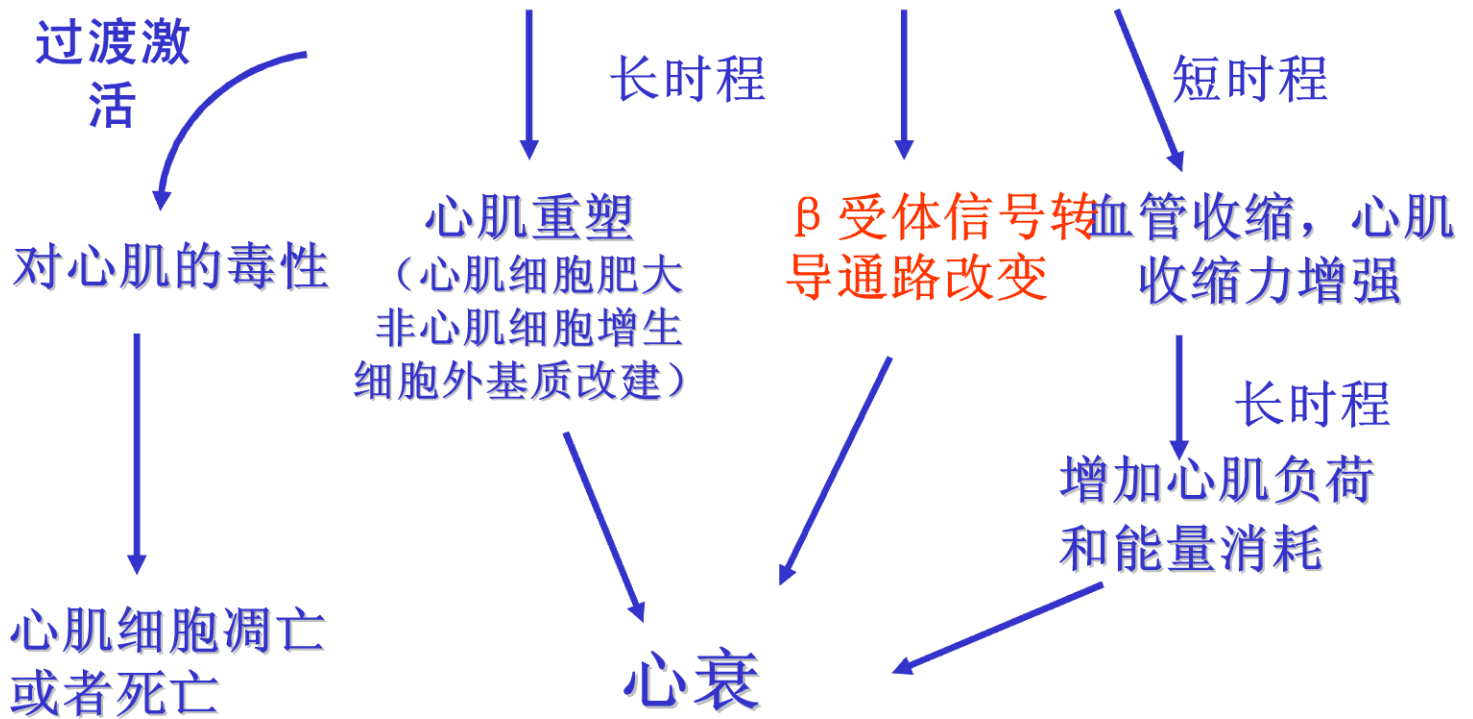 过渡激
活
长时程
短时程
对心肌的毒性
心肌重塑
（心肌细胞肥大
非心肌细胞增生
细胞外基质改建）
β受体信号转
导通路改变
血管收缩，心肌
收缩力增强
长时程
增加心肌负荷
和能量消耗
心肌细胞凋亡
或者死亡
心衰